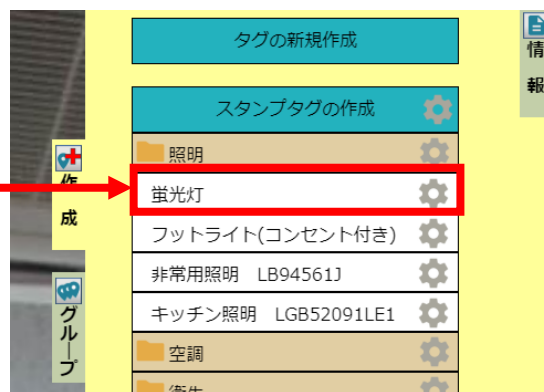 タグの新規作成
スタンプタグの作成
照明
蛍光灯
フットライト(コンセント付き)
非常用照明　LB94561J
キッチン照明　LGB52091LE1
空調
衛生
作成
グループ
情報